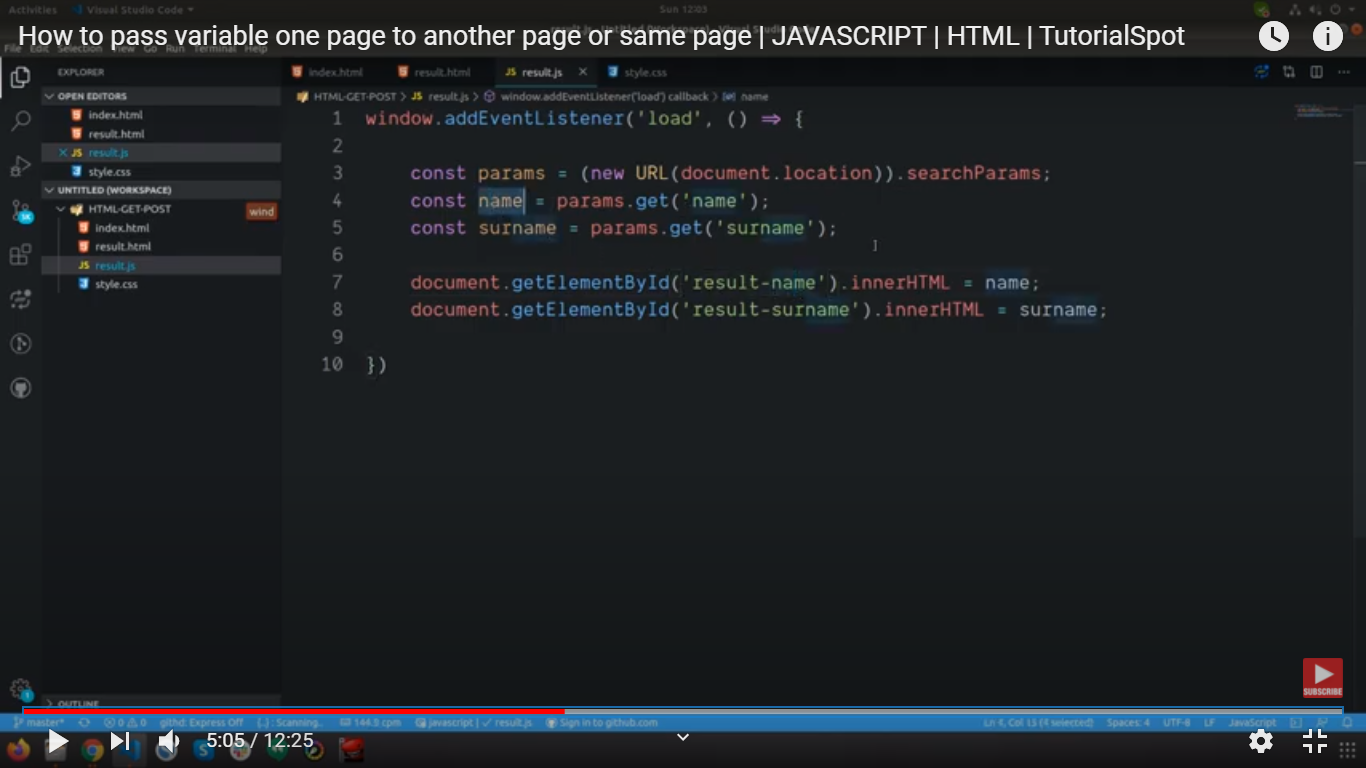 Activities Visual Studio Code Sun 12:03
How to pass variable one page to another page or same page | JAVASCRIPT | HTML | TutorialSpot
File Edit View Go Run Terminal Help
EXPLORER
index.html result.html JS result.js × style.css
OPEN EDITORS
HTML-GET-POST > JS result.js > window.addEventListener('load') callback > name
index.html
result.html
× JS result.js
style.css
UNTITLED (WORKSPACE)
HTML-GET-POST wind
index.html
result.html
JS result.js
style.css
1 window.addEventListener('load', () ⇒ {
2
3 const params = (new URL(document.location)).searchParams;
4 const name = params.get('name');
5 const surname = params.get('surname');
6
7 document.getElementById('result-name').innerHTML = name;
8 document.getElementById('result-surname').innerHTML = surname;
9
10 })
SUBSCRIBE
OUTLINE
master* 0 0 githd: Express Off {..} : Scanning.. 144.9 cpm javascript | ✓ result.js Sign in to github.com Ln 4, Col 13 (4 selected) Spaces: 4 UTF-8 LF JavaScript
5:05 / 12:25